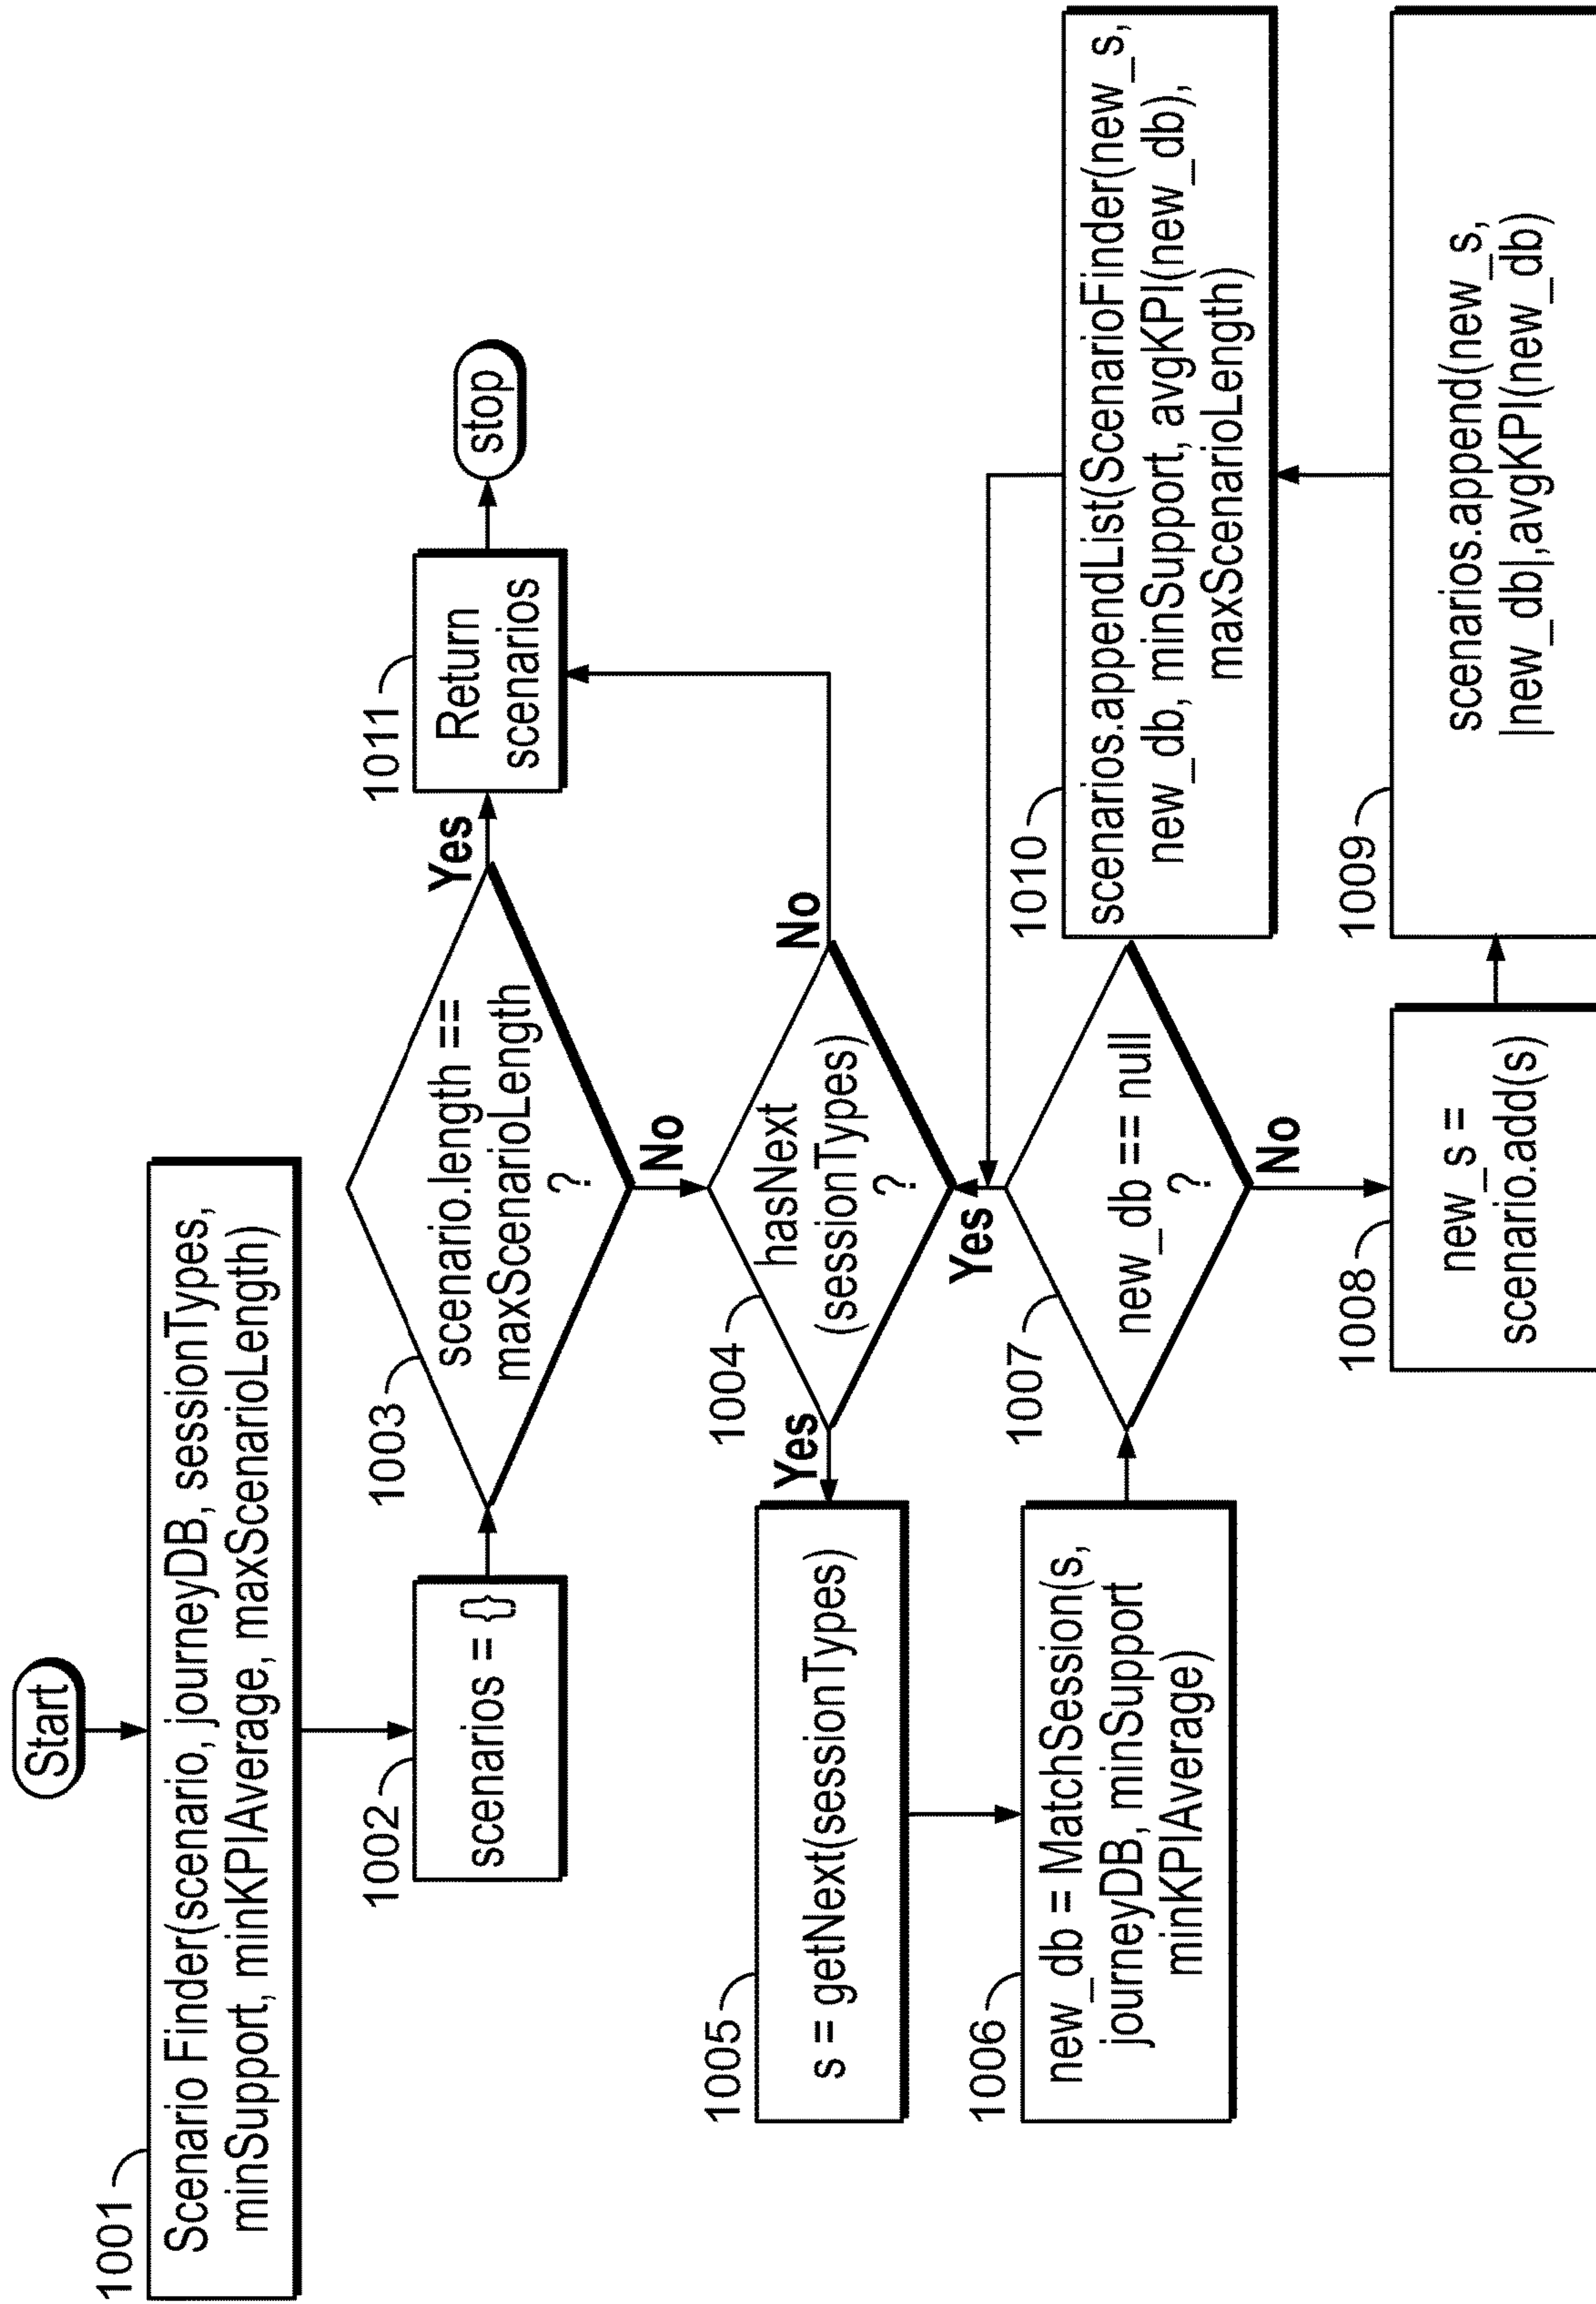 Start
1001
Scenario Finder(scenario, journeyDB, sessionTypes,
minSupport, minKPIAverage, maxScenarioLength)
1002
scenarios = {}
1003
scenario.length ==
maxScenarioLength
?
Yes
No
1011
Return
scenarios
stop
1004
hasNext
(sessionTypes)
?
Yes
No
1005
s = getNext(sessionTypes)
1006
new_db = MatchSession(s,
journeyDB, minSupport
minKPIAverage)
1007
new_db == null
?
Yes
No
1008
new_s =
scenario.add(s)
1009
scenarios.append(new_s,
|new_db|,avgKPI(new_db)
1010
scenarios.appendList(ScenarioFinder(new_s,
new_db, minSupport, avgKPI(new_db),
maxScenarioLength)